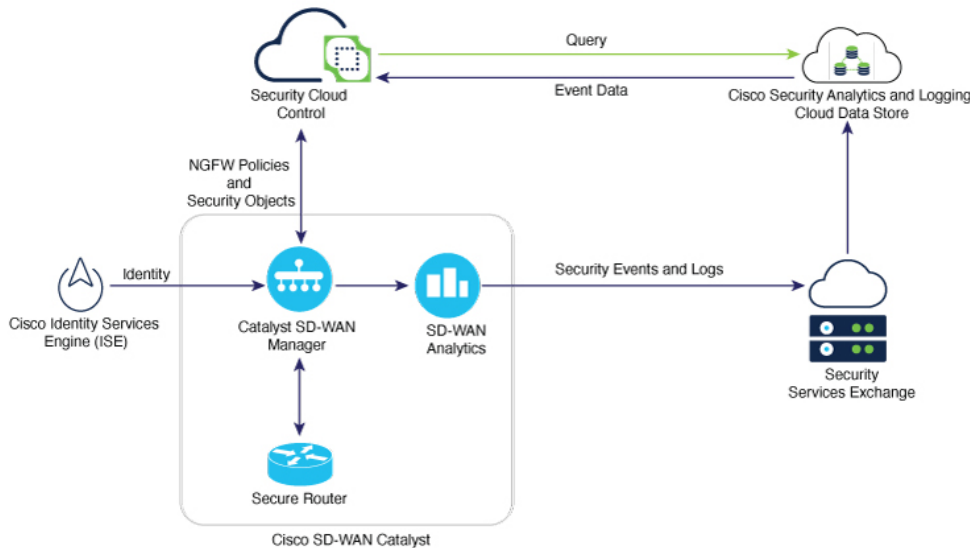 Query
Event Data
Security Cloud
Control
Cisco Security Analytics and Logging
Cloud Data Store
NGFW Policies
and
Security Objects
Identity
Security Events and Logs
Cisco Identity Services
Engine (ISE)
Catalyst SD-WAN
Manager
SD-WAN
Analytics
Security
Services Exchange
Secure Router
Cisco SD-WAN Catalyst